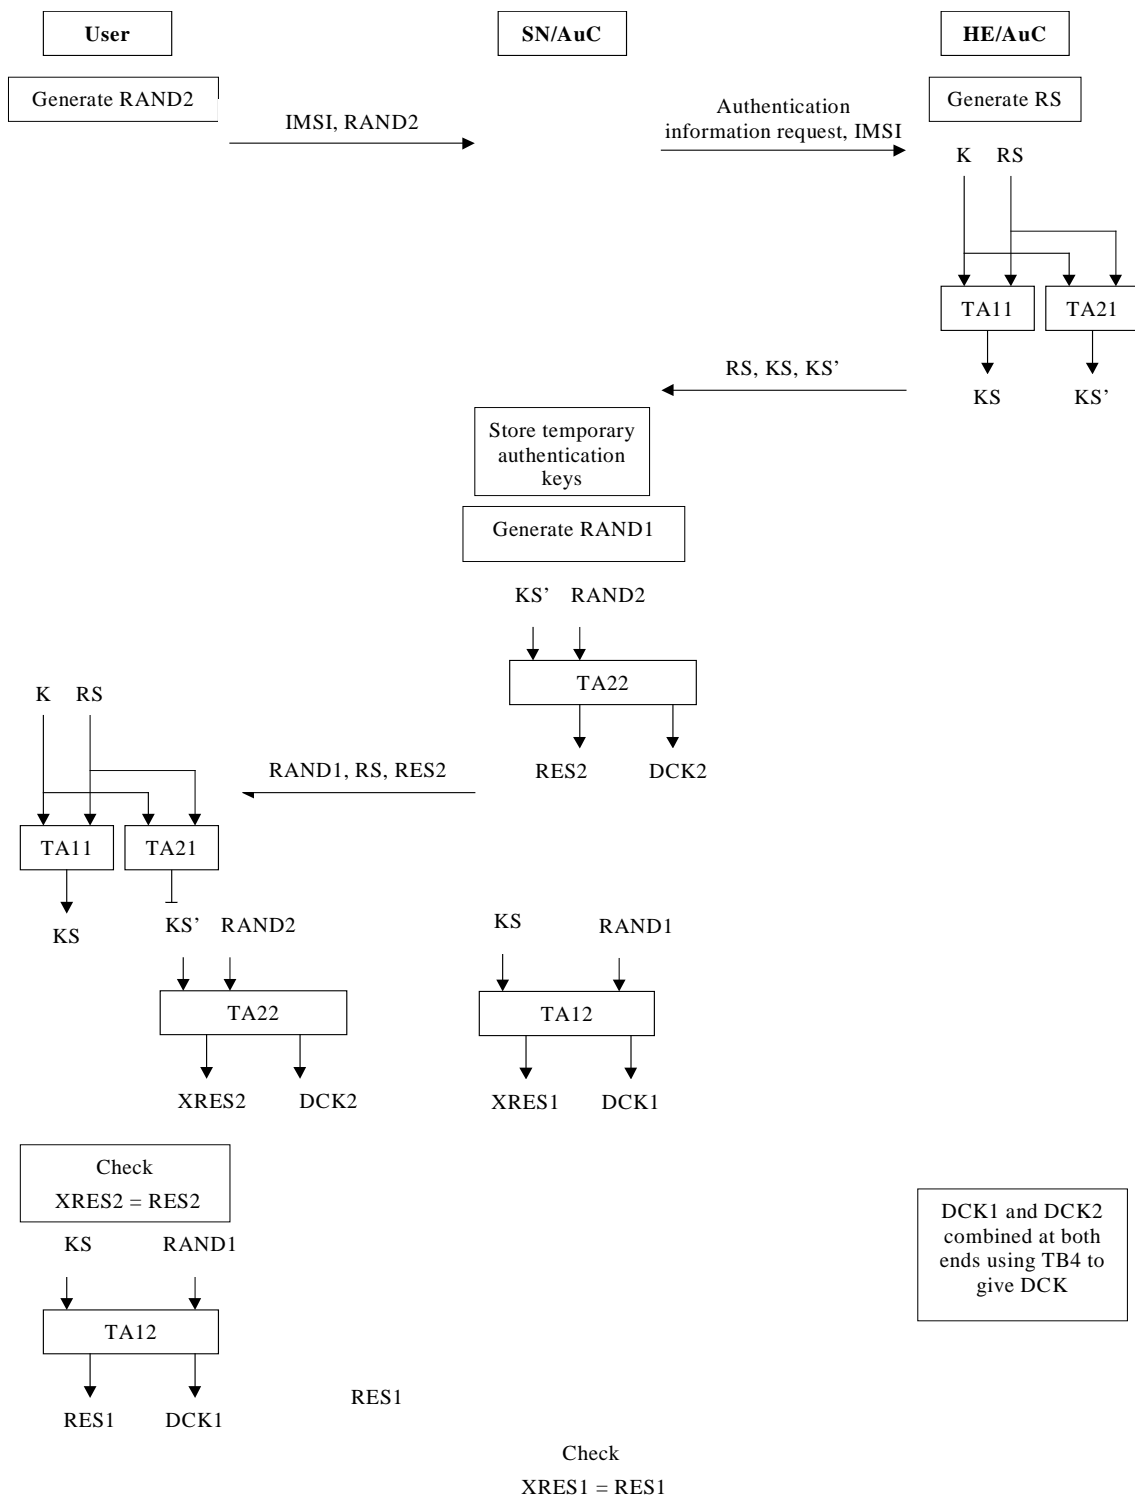 User
SN/AuC
HE/AuC
Generate RAND2
Generate RS
IMSI, RAND2
Authentication
information request, IMSI
K RS
TA11
TA21
RS, KS, KS’
KS
KS’
Store temporary
authentication
keys
Generate RAND1
KS’ RAND2
TA22
K RS
RES2
DCK2
RAND1, RS, RES2
TA11
TA21
KS
KS’ RAND2
KS
RAND1
TA22
TA12
XRES2
DCK2
XRES1
DCK1
Check
XRES2 = RES2
DCK1 and DCK2
combined at both
ends using TB4 to
give DCK
KS
RAND1
TA12
RES1
DCK1
RES1
Check
XRES1 = RES1